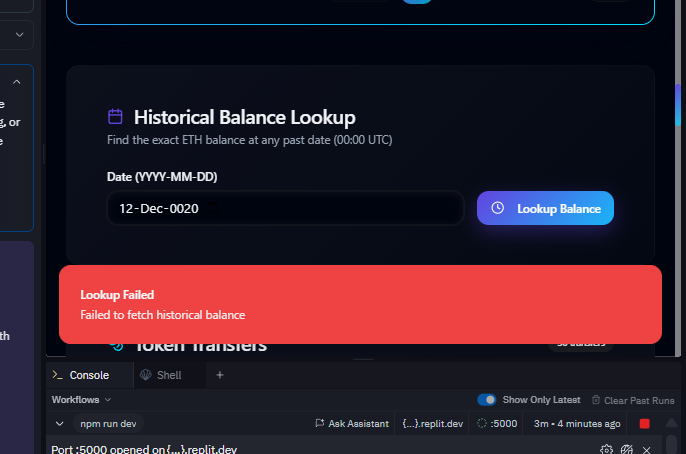 e
g, or
e
th
Historical Balance Lookup
Find the exact ETH balance at any past date (00:00 UTC)
Date (YYYY-MM-DD)
12-Dec-0020
Lookup Balance
Lookup Failed
Failed to fetch historical balance
Token Transfers
transfers
Console
Shell
Workflows
Show Only Latest
Clear Past Runs
npm run dev
Ask Assistant
{...}.replit.dev
:5000
3m • 4 minutes ago
Port :5000 opened on {...}.replit.dev